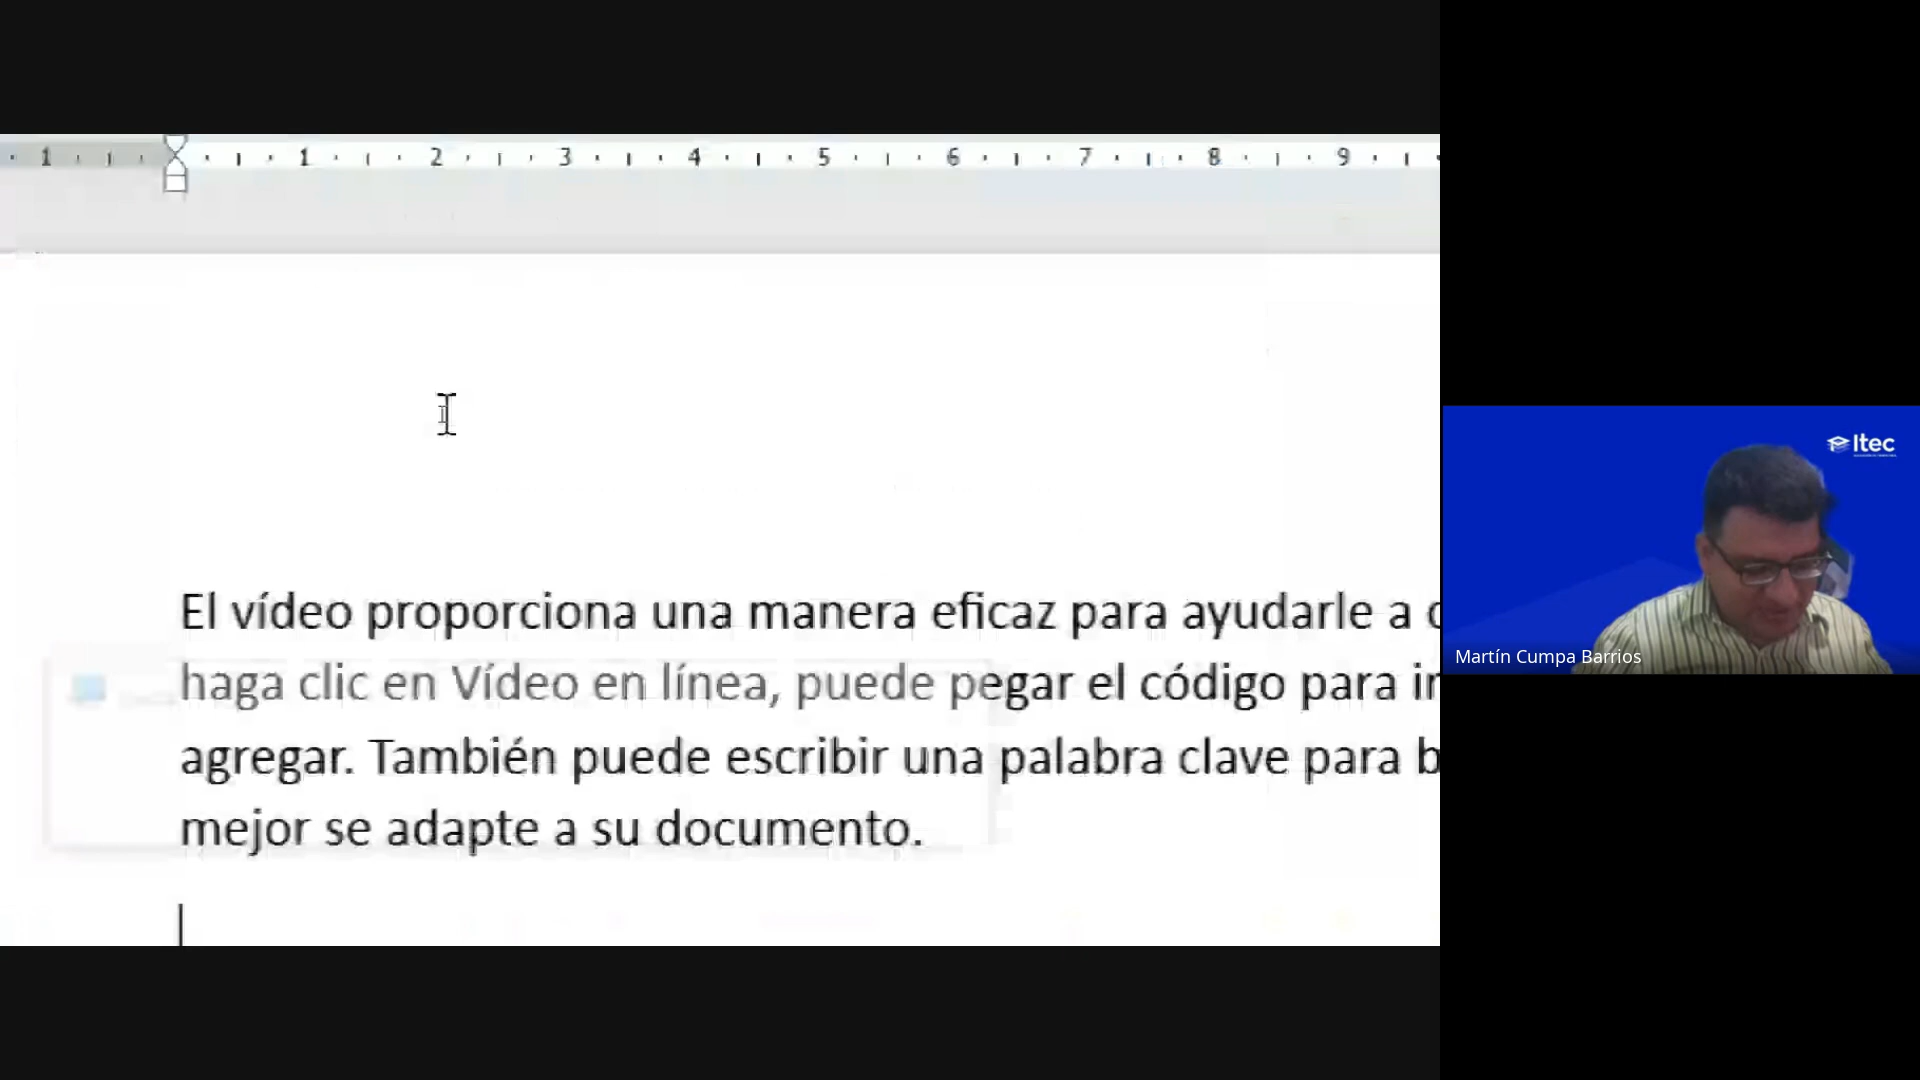 1 1 2 3 4 5 6 7 8 9
El vídeo proporciona una manera eficaz para ayudarle a
haga clic en Vídeo en línea, puede pegar el código para
agregar. También puede escribir una palabra clave para
mejor se adapte a su documento.
Itec
Martín Cumpa Barrios